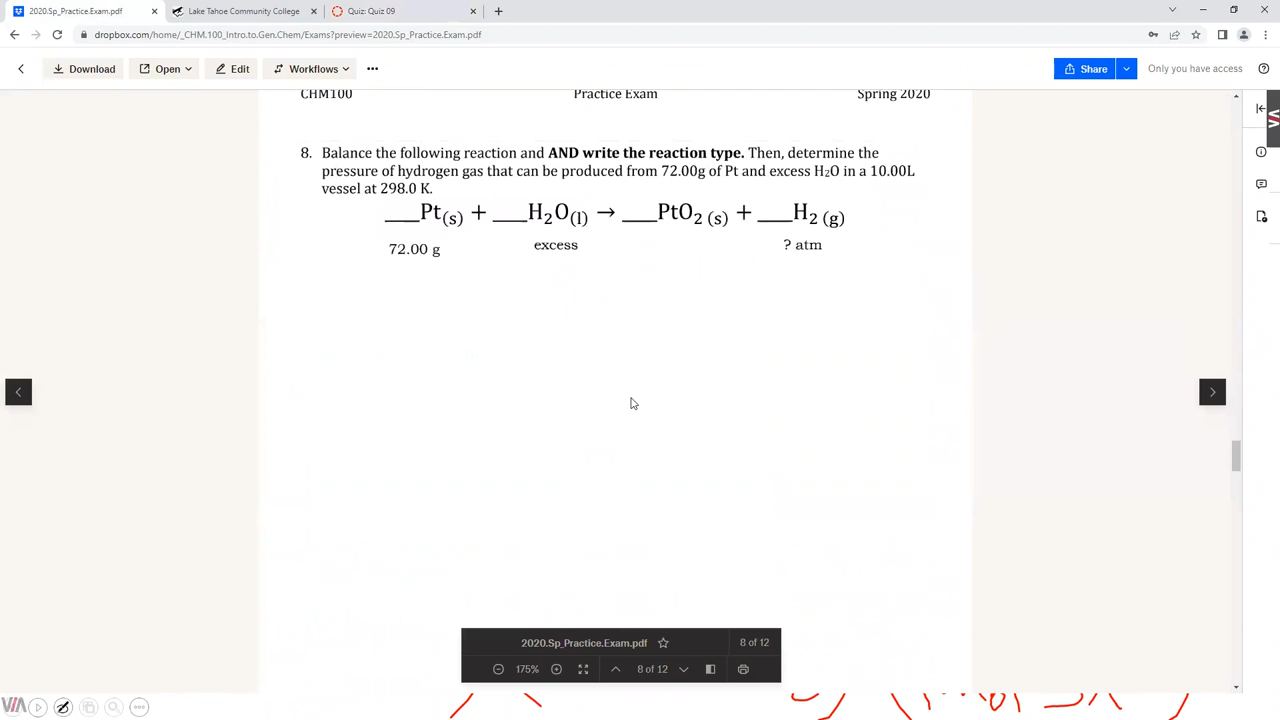 2020.Sp_Practice.Exam.pdf
Lake Tahoe Community College
Quiz: Quiz 09
dropbox.com/home/_CHM.100_Intro.to.Gen.Chem/Exams?preview=2020.Sp_Practice.Exam.pdf
Download
Open
Edit
Workflows
Share
Only you have access
CHM100 Practice Exam Spring 2020
8. Balance the following reaction and AND write the reaction type. Then, determine the
pressure of hydrogen gas that can be produced from 72.00g of Pt and excess H₂O in a 10.00L
vessel at 298.0 K.
___Pt(s) + ___H₂O(l) → ___PtO₂ (s) + ___H₂ (g)
72.00 g excess ? atm
2020.Sp_Practice.Exam.pdf 8 of 12
175% 8 of 12
VIA